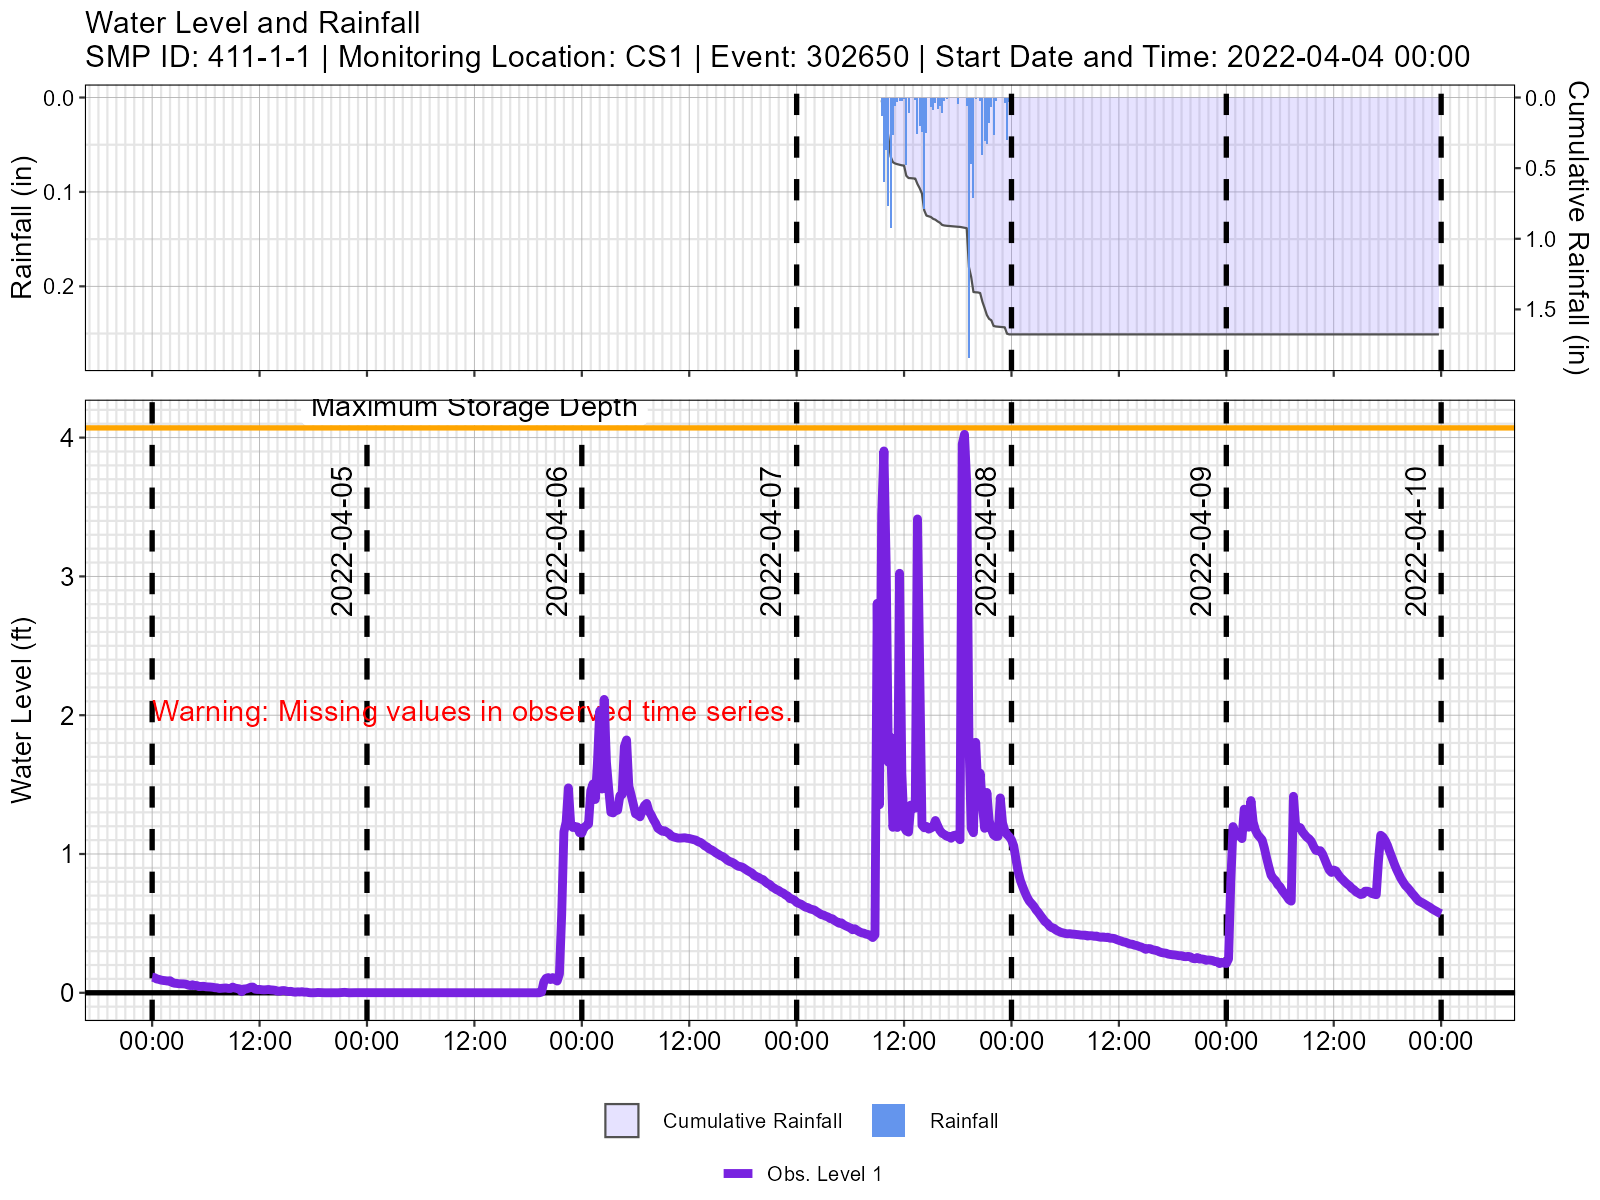 Water Level and Rainfall
SMP ID: 411-1-1 | Monitoring Location: CS1 | Event: 302650 | Start Date and Time: 2022-04-04 00:00
Rainfall (in)
0.0
0.1
0.2
0.0
0.5
1.0
1.5
Cumulative Rainfall (in)
Maximum Storage Depth
Water Level (ft)
4
3
2
1
0
2022-04-05
2022-04-06
2022-04-07
2022-04-08
2022-04-09
2022-04-10
Warning: Missing values in observed time series.
00:00 12:00 00:00 12:00 00:00 12:00 00:00 12:00 00:00 12:00 00:00 12:00 00:00
Cumulative Rainfall Rainfall
Obs. Level 1